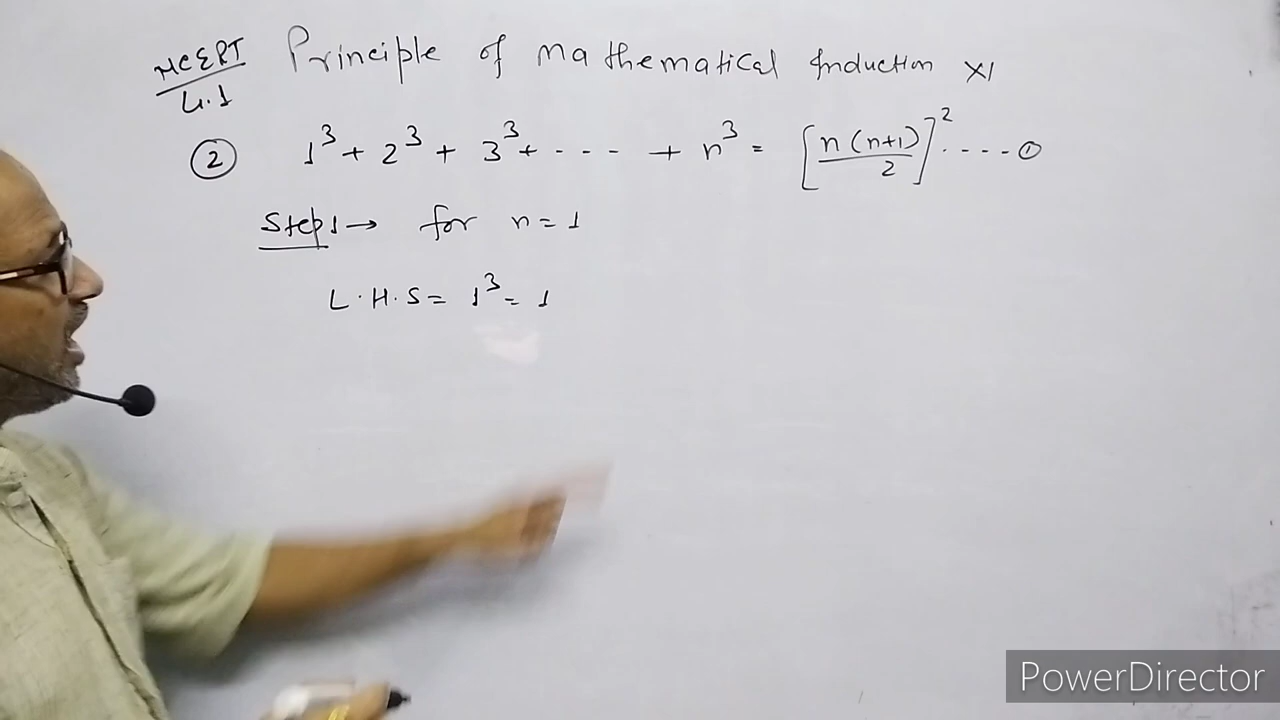 NCERT Principle of Mathematical Induction XI
4.1
② 1³ + 2³ + 3³ + - - - - + n³ = [n(n+1)/2]² . - - - - ①
Step1 → for n = 1
L.H.S = 1³ = 1
PowerDirector